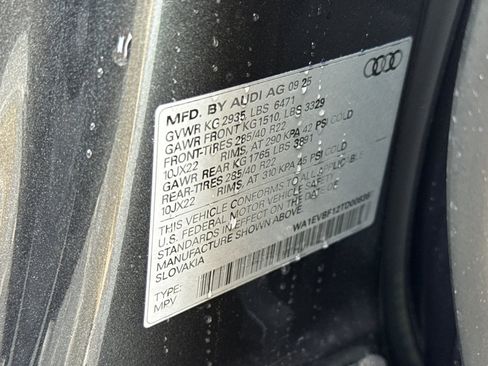 MFD. BY AUDI AG 09 25
GVWR KG 2935, LBS 6471
GAWR FRONT KG1510, LBS 3329
FRONT-TIRES 285/40 R22
10JX22 RIMS, AT 290 KPA 42 PSI COLD
GAWR REAR KG 1765, LBS 3891
REAR-TIRES 285/40 R22
10JX22 RIMS, AT 310 KPA 45 PSI COLD
THIS VEHICLE CONFORMS TO ALL APPLICABLE
U.S. FEDERAL MOTOR VEHICLE SAFETY
STANDARDS IN EFFECT ON THE DATE OF
MANUFACTURE SHOWN ABOVE.
SLOVAKIA
TYPE:
MPV